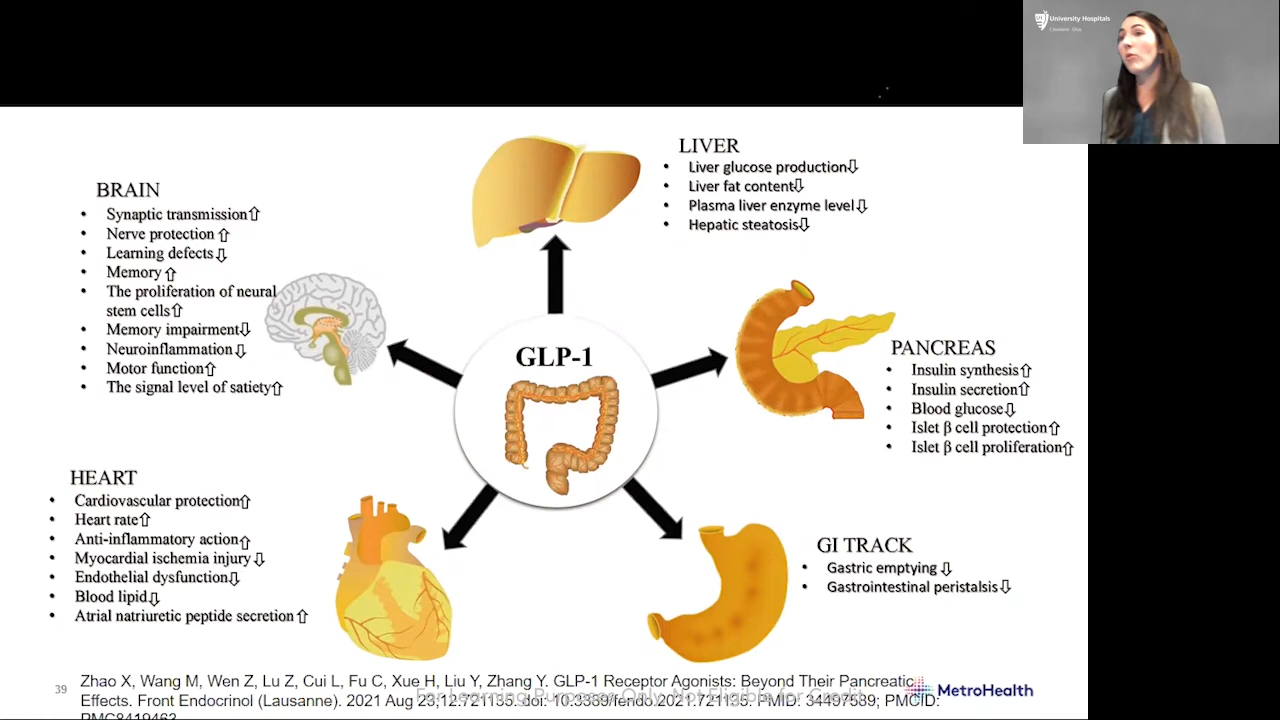 University Hospitals
Cleveland Ohio
LIVER
Liver glucose production⇩
Liver fat content⇩
Plasma liver enzyme level⇩
Hepatic steatosis⇩
BRAIN
Synaptic transmission⇧
Nerve protection⇧
Learning defects⇩
Memory⇧
The proliferation of neural
stem cells⇧
Memory impairment⇩
Neuroinflammation⇩
Motor function⇧
The signal level of satiety⇧
GLP-1
PANCREAS
Insulin synthesis⇧
Insulin secretion⇧
Blood glucose⇩
Islet β cell protection⇧
Islet β cell proliferation⇧
HEART
Cardiovascular protection⇧
Heart rate⇧
Anti-inflammatory action⇧
Myocardial ischemia injury⇩
Endothelial dysfunction⇩
Blood lipid⇩
Atrial natriuretic peptide secretion⇧
GI TRACK
Gastric emptying⇩
Gastrointestinal peristalsis⇩
39
Zhao X, Wang M, Wen Z, Lu Z, Cui L, Fu C, Xue H, Liu Y, Zhang Y. GLP-1 Receptor Agonists: Beyond Their Pancreatic
Effects. Front Endocrinol (Lausanne). 2021 Aug 23;12:721135. doi: 10.3389/fendo.2021.721135. PMID: 34497589; PMCID:
PMC8419463
For Learning Purposes Only, Not Eligible for Credit
MetroHealth